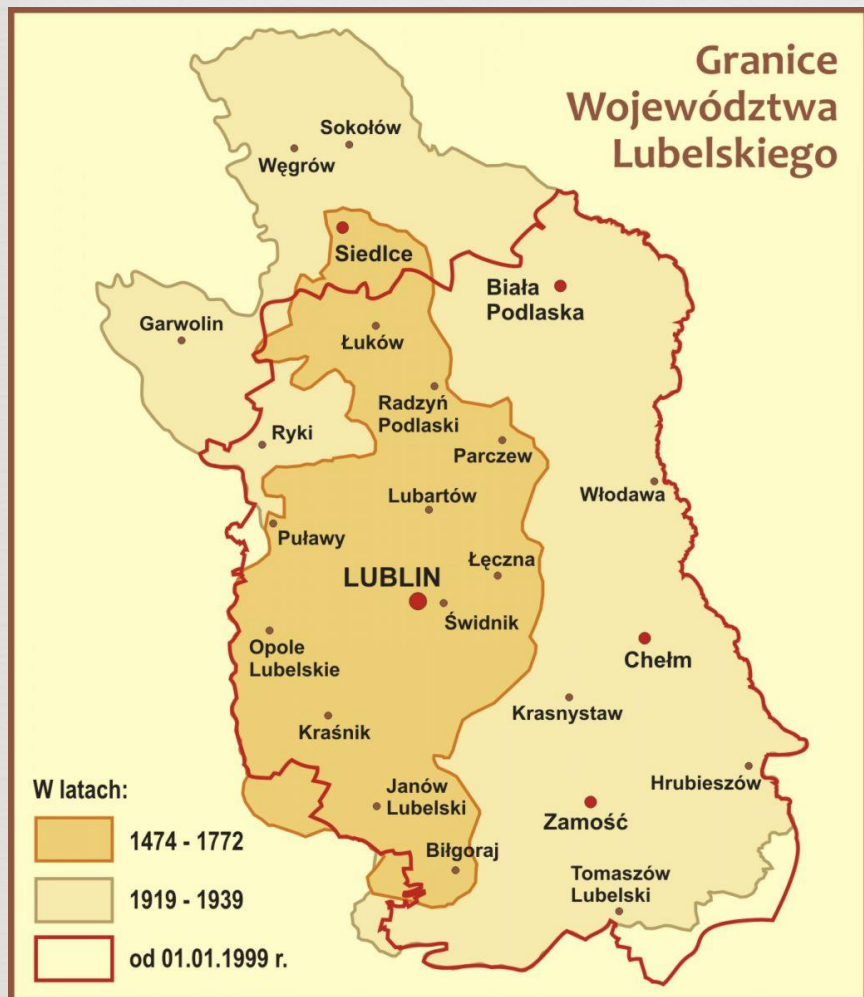 Granice
Województwa
Lubelskiego
Sokołów
Węgrów
Siedlce
Biała
Podlaska
Garwolin
Łuków
Radzyń
Podlaski
Ryki
Parczew
Włodawa
Lubartów
Puławy
Łęczna
LUBLIN
Świdnik
Opole
Lubelskie
Chełm
Krasnystaw
Kraśnik
Hrubieszów
Janów
Lubelski
Zamość
Biłgoraj
Tomaszów
Lubelski
W latach:
1474 - 1772
1919 - 1939
od 01.01.1999 r.